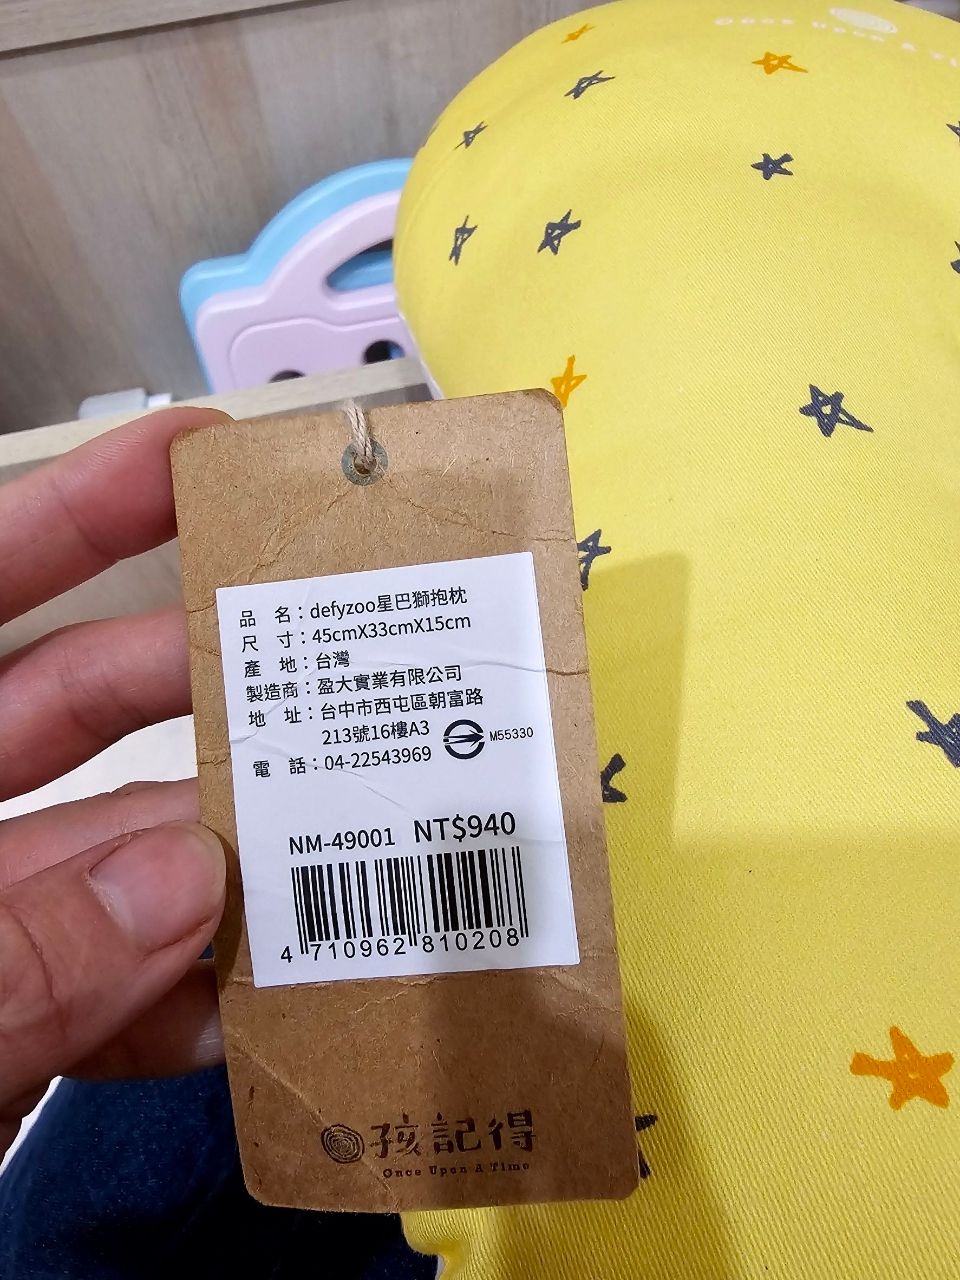 Once upon A Ti
品　名：defyzoo星巴獅抱枕
尺　寸：45cmX33cmX15cm
產　地：台灣
製造商：盈大實業有限公司
地　址：台中市西屯區朝富路
213號16樓A3
M55330
電　話：04-22543969
NM-49001 NT$940
4 710962 810208
孩記得
Once Upon A Time